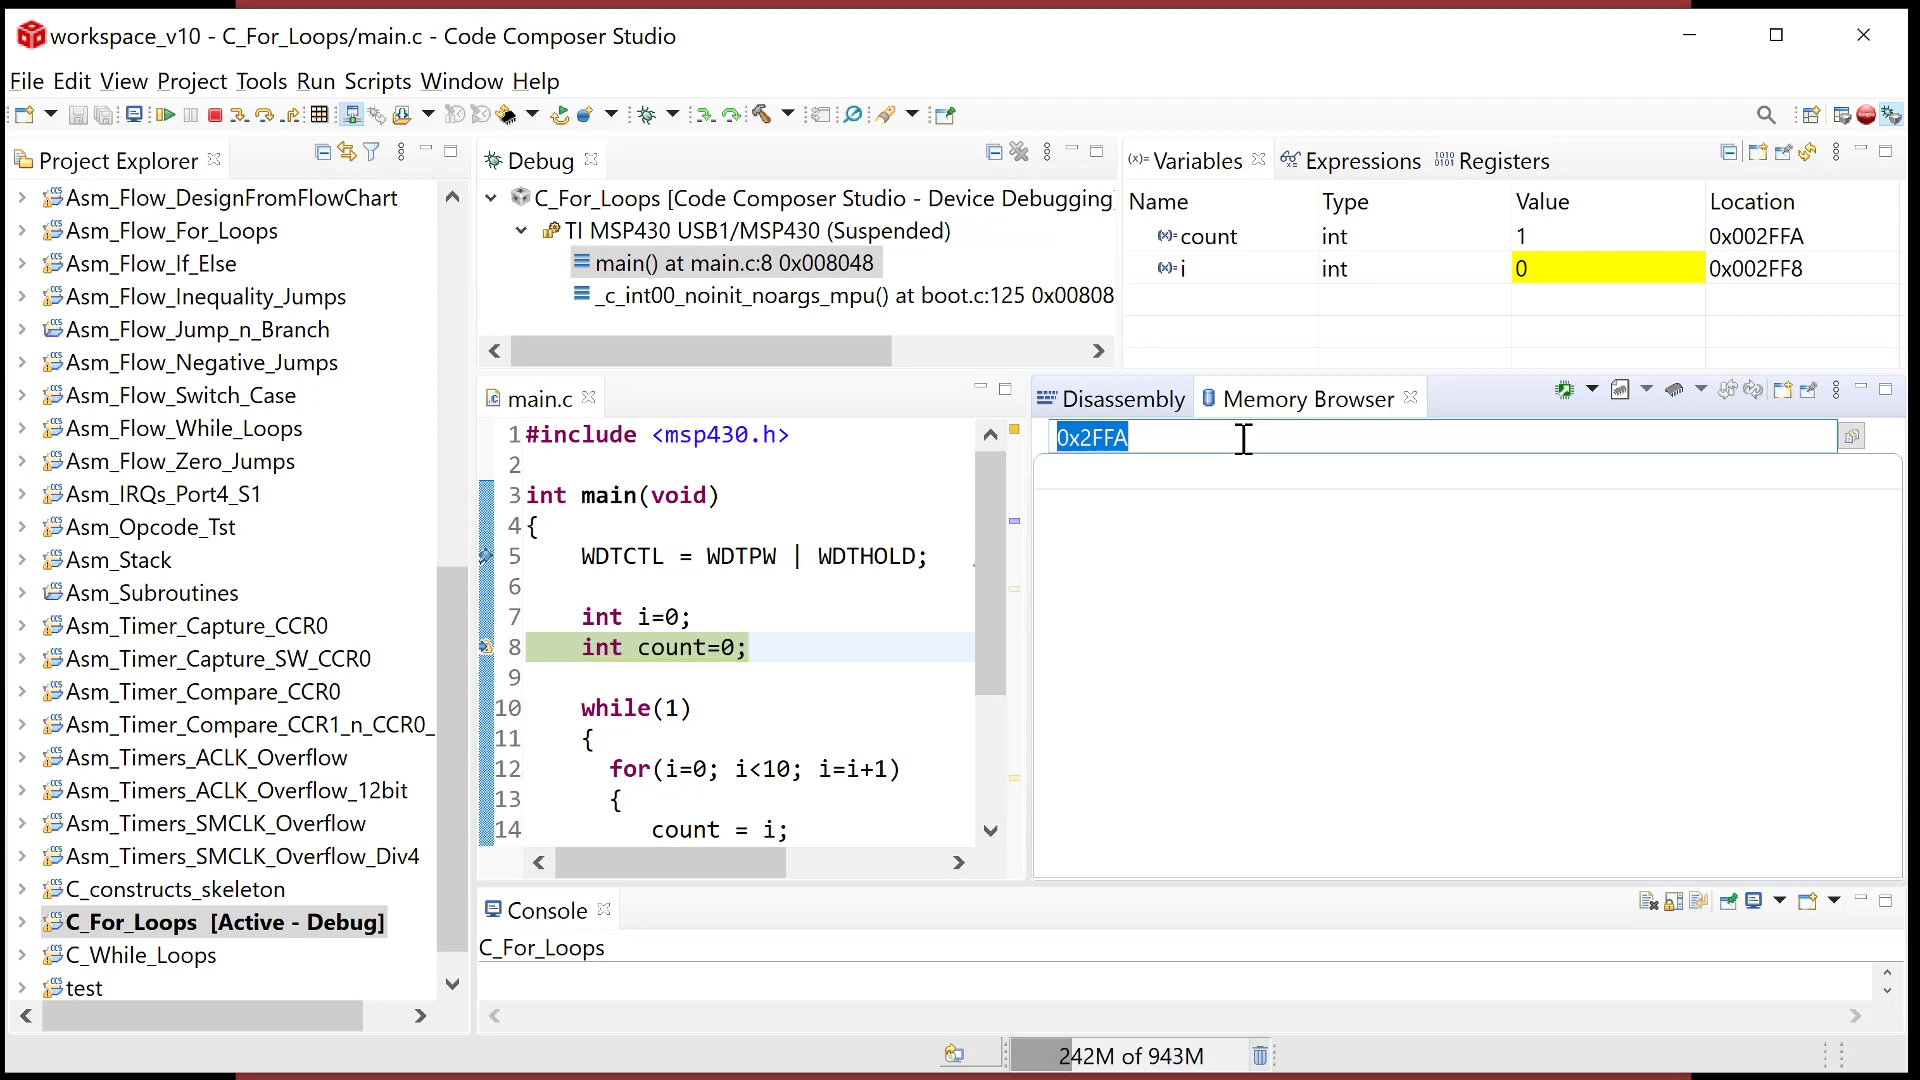 workspace_v10 - C_For_Loops/main.c - Code Composer Studio
File Edit View Project Tools Run Scripts Window Help
Project Explorer
Asm_Flow_DesignFromFlowChart
Asm_Flow_For_Loops
Asm_Flow_If_Else
Asm_Flow_Inequality_Jumps
Asm_Flow_Jump_n_Branch
Asm_Flow_Negative_Jumps
Asm_Flow_Switch_Case
Asm_Flow_While_Loops
Asm_Flow_Zero_Jumps
Asm_IRQs_Port4_S1
Asm_Opcode_Tst
Asm_Stack
Asm_Subroutines
Asm_Timer_Capture_CCR0
Asm_Timer_Capture_SW_CCR0
Asm_Timer_Compare_CCR0
Asm_Timer_Compare_CCR1_n_CCR0_
Asm_Timers_ACLK_Overflow
Asm_Timers_ACLK_Overflow_12bit
Asm_Timers_SMCLK_Overflow
Asm_Timers_SMCLK_Overflow_Div4
C_constructs_skeleton
C_For_Loops [Active - Debug]
C_While_Loops
test
Debug
C_For_Loops [Code Composer Studio - Device Debugging]
TI MSP430 USB1/MSP430 (Suspended)
main() at main.c:8 0x008048
_c_int00_noinit_noargs_mpu() at boot.c:125 0x00808
Variables Expressions Registers
Name Type Value Location
count int 1 0x002FFA
i int 0 0x002FF8
main.c
1 #include <msp430.h>
2
3 int main(void)
4 {
5 WDTCTL = WDTPW | WDTHOLD;
6
7 int i=0;
8 int count=0;
9
10 while(1)
11 {
12 for(i=0; i<10; i=i+1)
13 {
14 count = i;
Disassembly Memory Browser
0x2FFA
Console
C_For_Loops
242M of 943M